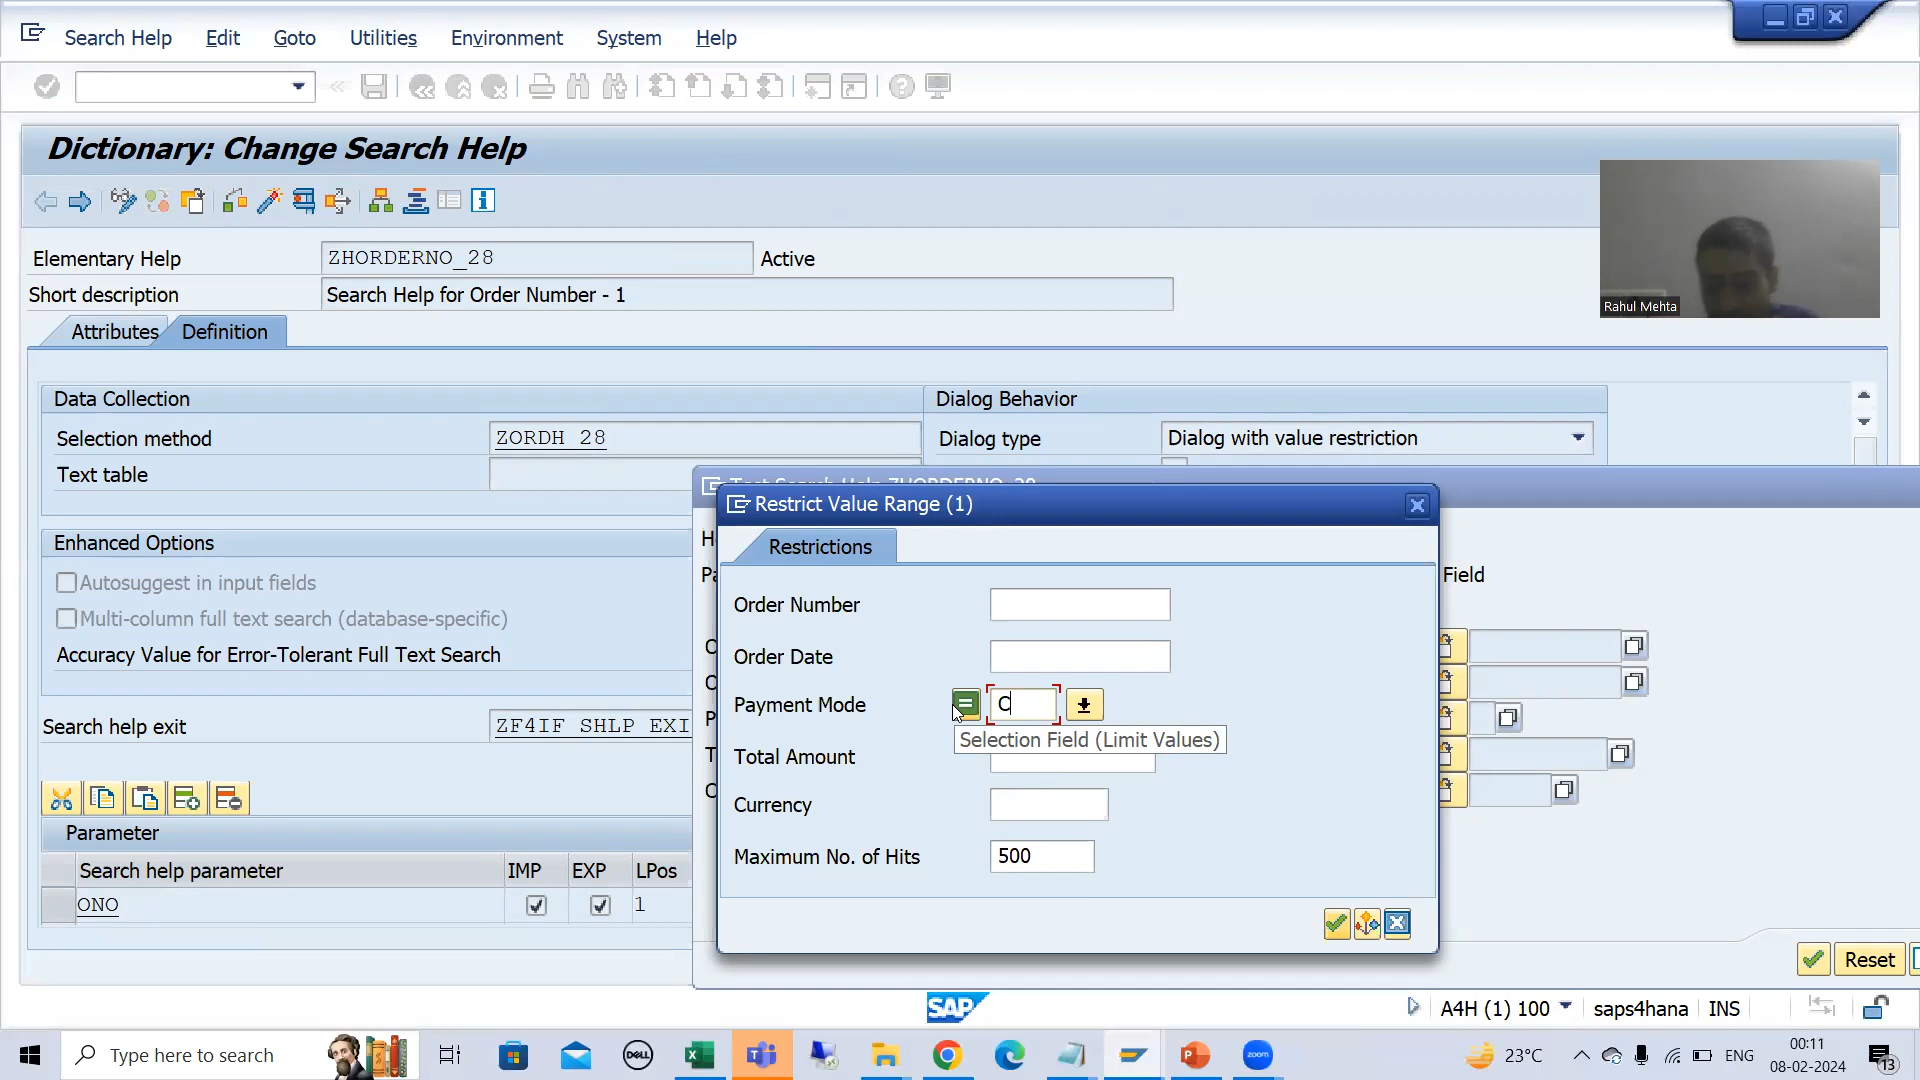 Search Help Edit Goto Utilities Environment System Help
Dictionary: Change Search Help
Elementary Help ZHORDERNO_28 Active
Short description Search Help for Order Number - 1
Rahul Mehta
Attributes Definition
Data Collection Dialog Behavior
Selection method ZORDH_28 Dialog type Dialog with value restriction
Text table
Restrict Value Range (1)
Enhanced Options
Restrictions
Field
Autosuggest in input fields
Order Number
Multi-column full text search (database-specific)
Accuracy Value for Error-Tolerant Full Text Search
Order Date
Payment Mode C
Search help exit ZF4IF_SHLP_EXI
Selection Field (Limit Values)
Total Amount
Currency
Parameter
Maximum No. of Hits 500
Search help parameter IMP EXP LPos
ONO 1
Reset
SAP
A4H (1) 100 saps4hana INS
Type here to search
DELL
zoom
23°C
ENG
00:11
08-02-2024
13